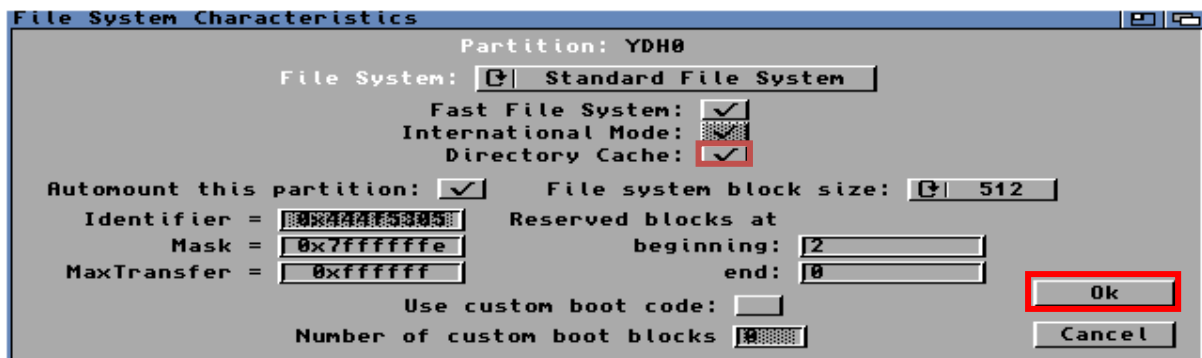 File System Characteristics
Partition: YDH0
File System: Standard File System
Fast File System:
International Mode:
Directory Cache:
Automount this partition: File system block size: 512
Identifier = 0x444f5305 Reserved blocks at
Mask = 0x7ffffffe beginning: 2
MaxTransfer = 0xffffff end: 0
Ok
Use custom boot code:
Number of custom boot blocks 0
Cancel